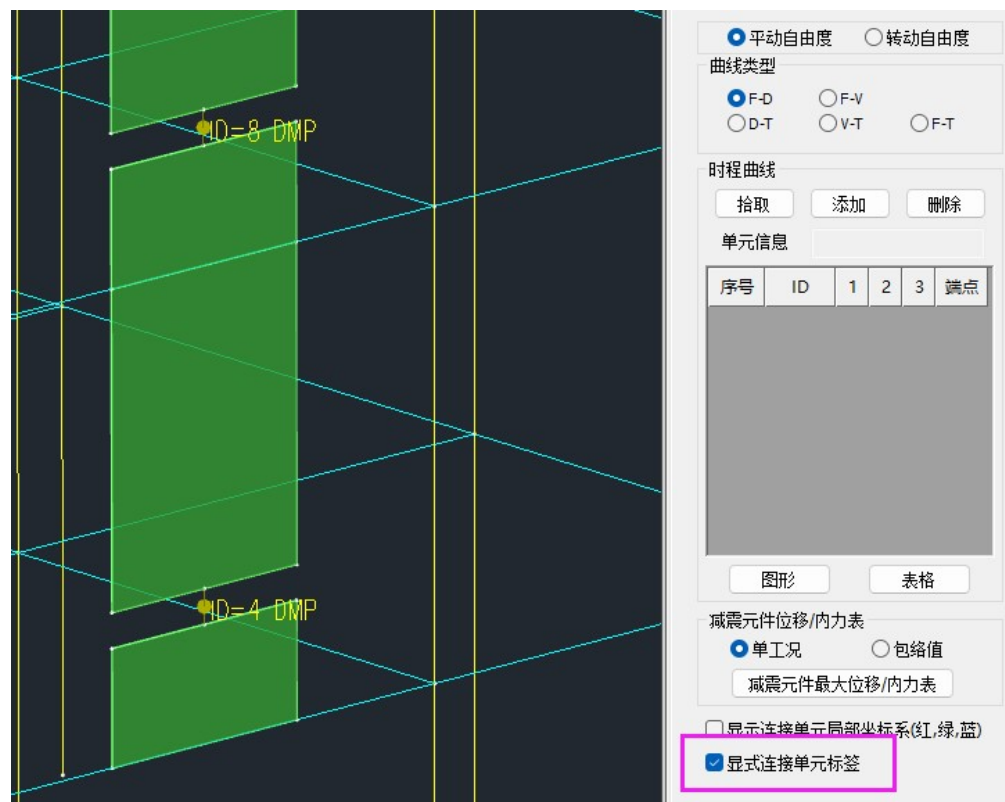 平动自由度 转动自由度
曲线类型
F-D F-V
D-T V-T F-T
ID=8 DMP
时程曲线
拾取 添加 删除
单元信息
序号 ID 1 2 3 端点
图形 表格
ID=4 DMP
减震元件位移/内力表
单工况 包络值
减震元件最大位移/内力表
显示连接单元局部坐标系(红,绿,蓝)
显式连接单元标签